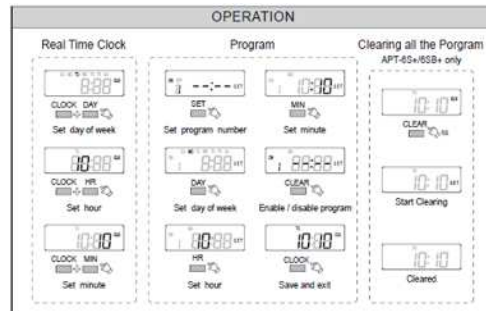 OPERATION
Real Time Clock
Program
Clearing all the Porgram
APT-6S+/6SB+ only
CLOCK DAY
Set day of week
CLOCK HR
Set hour
CLOCK MIN
Set minute
SET
Set program number
MIN
Set minute
DAY
Set day of week
CLEAR
Enable / disable program
HR
Set hour
CLOCK
Save and exit
CLEAR
Start Clearing
Cleared